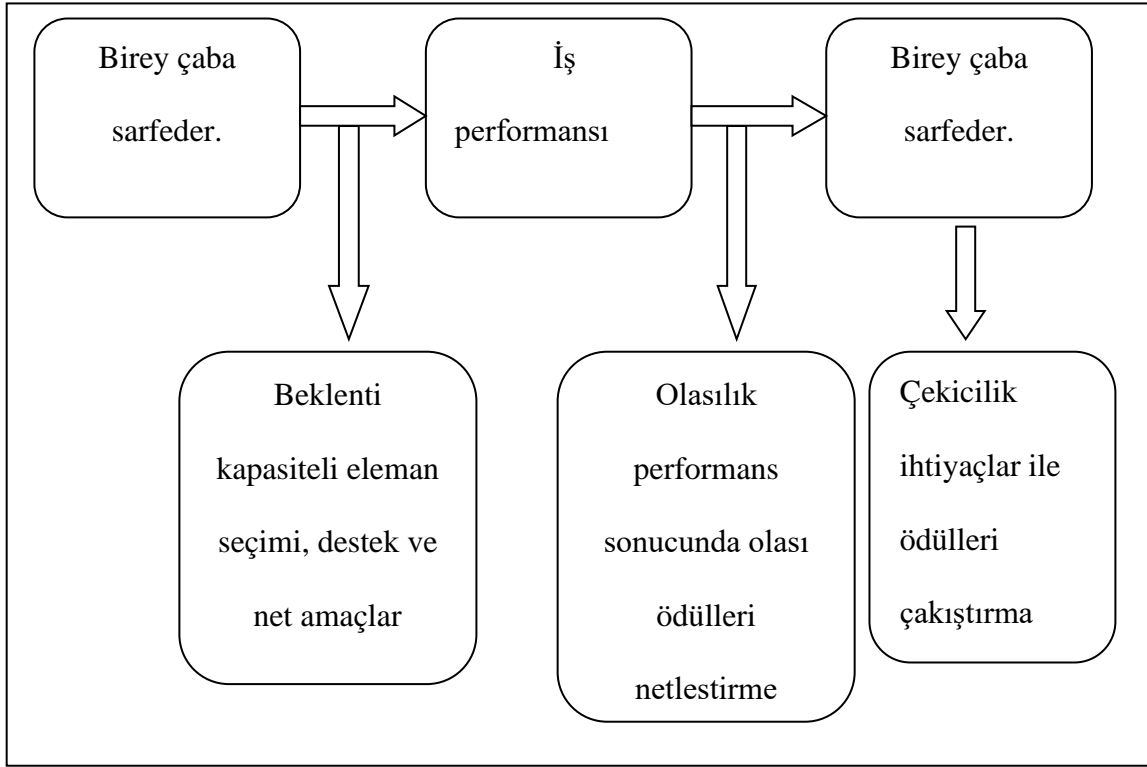 Birey çaba
sarfeder.
İş
performansı
Birey çaba
sarfeder.
Beklenti
kapasiteli eleman
seçimi, destek ve
net amaçlar
Olasılık
performans
sonucunda olası
ödülleri
netlestirme
Çekicilik
ihtiyaçlar ile
ödülleri
çakıştırma